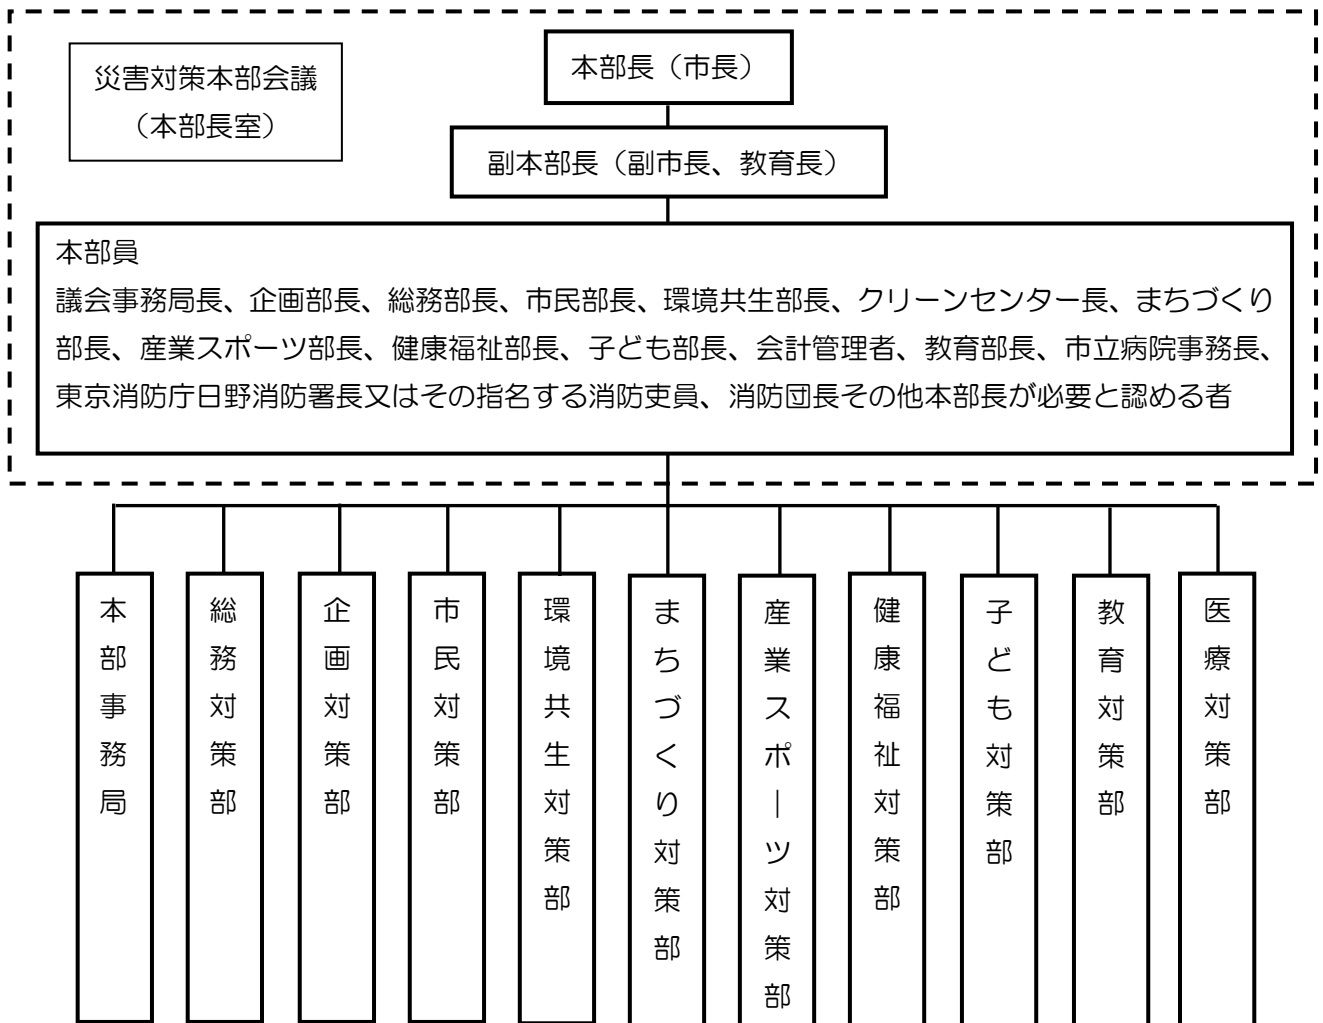 災害対策本部会議
（本部長室）
本部長（市長）
副本部長（副市長、教育長）
本部員
議会事務局長、企画部長、総務部長、市民部長、環境共生部長、クリーンセンター長、まちづくり
部長、産業スポーツ部長、健康福祉部長、子ども部長、会計管理者、教育部長、市立病院事務長、
東京消防庁日野消防署長又はその指名する消防吏員、消防団長その他本部長が必要と認める者
本部事務局
総務対策部
企画対策部
市民対策部
環境共生対策部
まちづくり対策部
産業スポーツ対策部
健康福祉対策部
子ども対策部
教育対策部
医療対策部